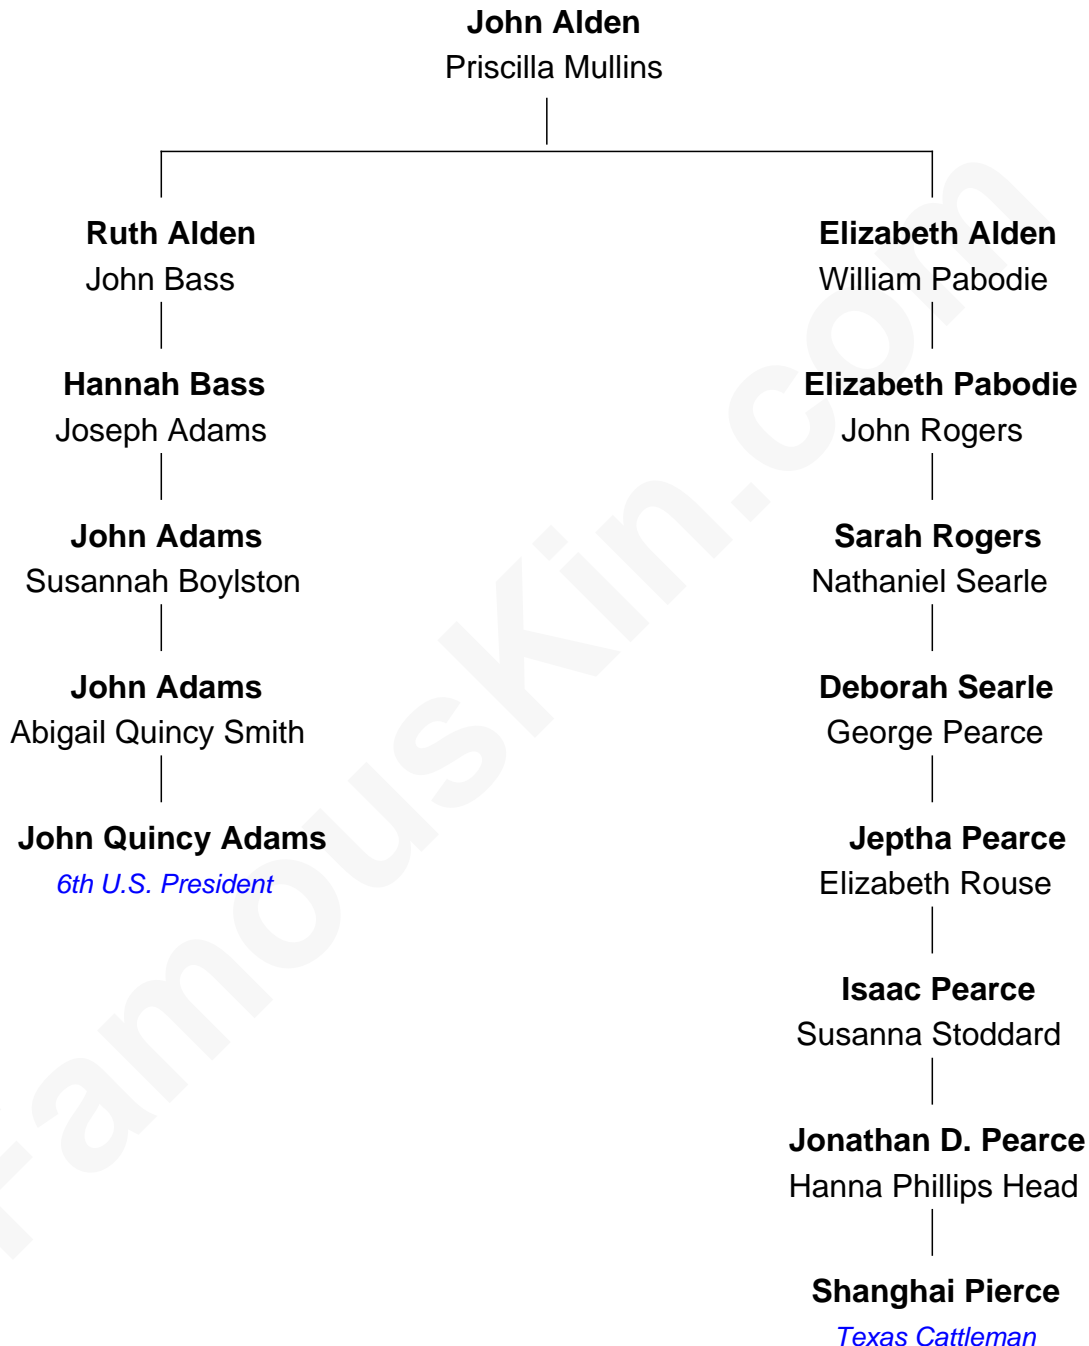 John Alden
Priscilla Mullins
Ruth Alden
John Bass
Hannah Bass
Joseph Adams
John Adams
Susannah Boylston
John Adams
Abigail Quincy Smith
John Quincy Adams
6th U.S. President
Elizabeth Alden
William Pabodie
Elizabeth Pabodie
John Rogers
Sarah Rogers
Nathaniel Searle
Deborah Searle
George Pearce
Jeptha Pearce
Elizabeth Rouse
Isaac Pearce
Susanna Stoddard
Jonathan D. Pearce
Hanna Phillips Head
Shanghai Pierce
Texas Cattleman
FamousKin.com